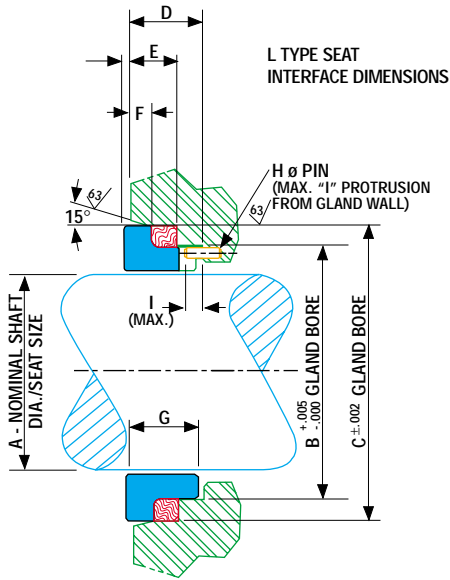 D
L TYPE SEAT
INTERFACE DIMENSIONS
E
F
H ø PIN
(MAX. "I" PROTRUSION
FROM GLAND WALL)
63
63
15°
I
(MAX.)
A - NOMINAL SHAFT
DIA./SEAT SIZE
G
B +.005 -.000 GLAND BORE
C ±.002 GLAND BORE